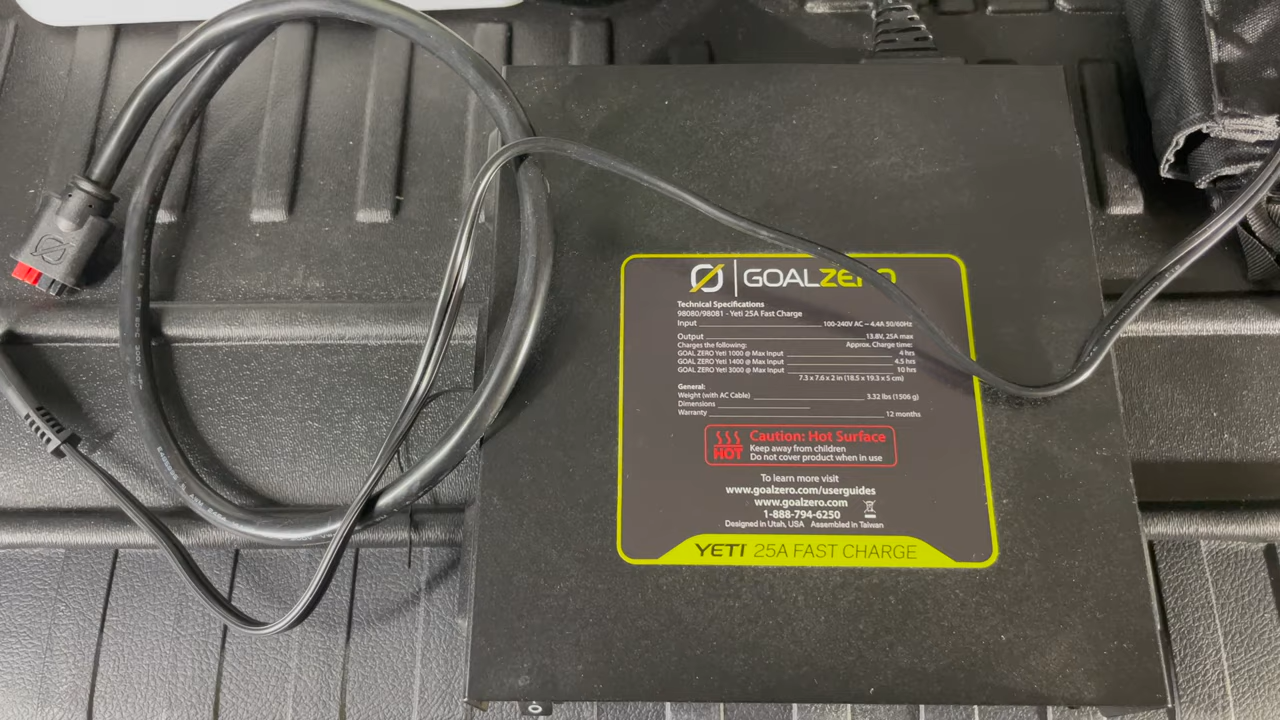 GOALZERO
Technical Specifications
98080/98081 - Yeti 25A Fast Charge
Input 100-240V AC ~ 4.4A 50/60Hz
Output 13.8V, 25A max
Charges the following: Approx. Charge time:
GOAL ZERO Yeti 1000 @ Max Input 4 hrs
GOAL ZERO Yeti 1400 @ Max Input 4.5 hrs
GOAL ZERO Yeti 3000 @ Max Input 10 hrs
7.3 x 7.6 x 2 in (18.5 x 19.3 x 5 cm)
General:
Weight (with AC Cable) 3.32 lbs (1506 g)
Dimensions
Warranty 12 months
Caution: Hot Surface
HOT
Keep away from children
Do not cover product when in use
To learn more visit
www.goalzero.com/userguides
www.goalzero.com
1-888-794-6250
Designed in Utah, USA Assembled in Taiwan
YETI 25A FAST CHARGE